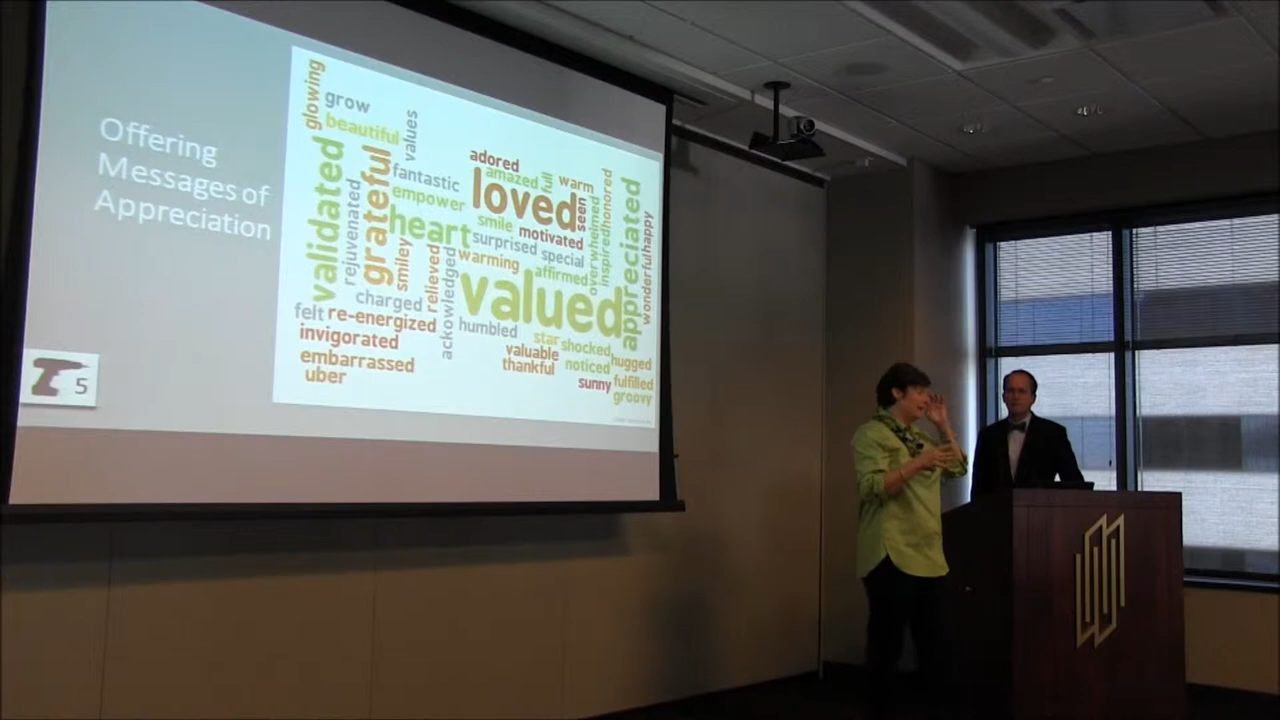 Offering
Messages of
Appreciation
5
glowing
grow
beautiful
values
validated
rejuvenated
grateful
fantastic
empower
heart
adored
amazed
full
warm
loved
seen
honored
smile
motivated
surprised
special
overwhelmed
inspired
appreciated
happy
wonderful
smiley
relieved
ackowledged
warming
affirmed
valued
charged
felt
re-energized
humbled
invigorated
embarrassed
uber
star
shocked
valuable
thankful
noticed
hugged
sunny
fulfilled
groovy